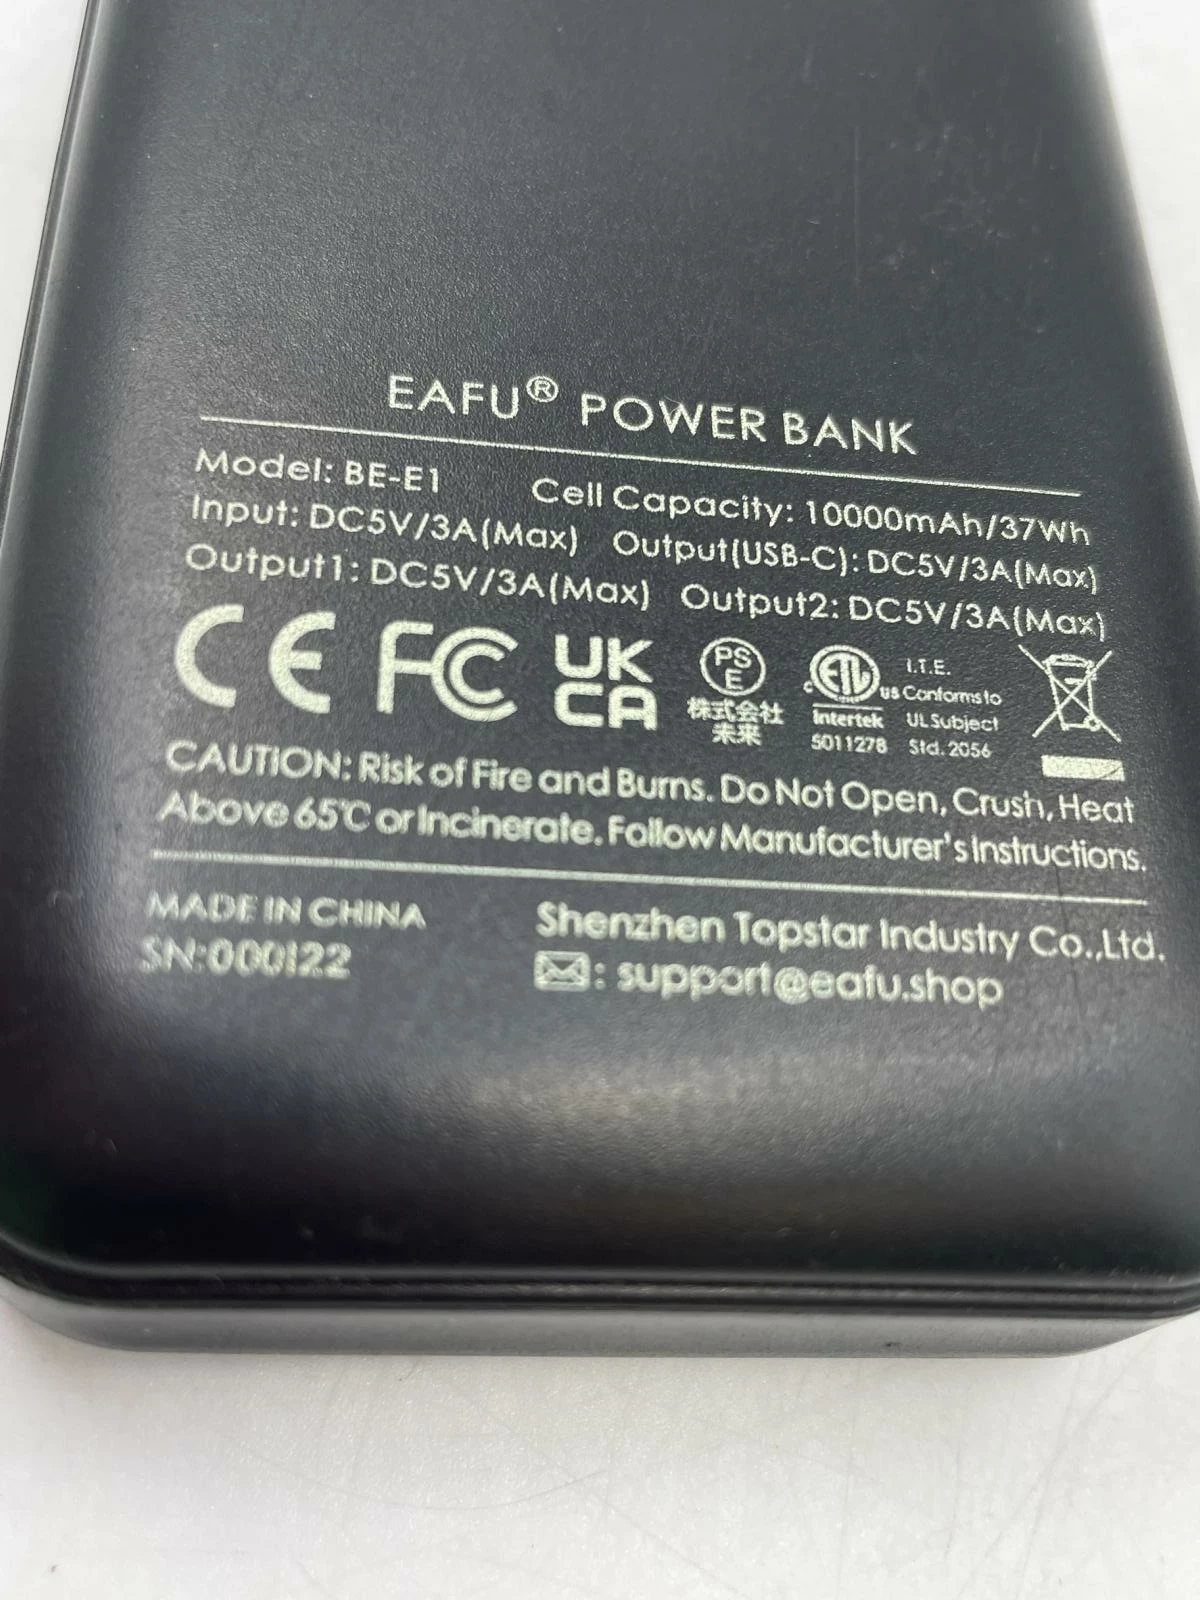 EAFU® POWER BANK
Model: BE-E1 Cell Capacity: 10000mAh/37Wh
Input: DC5V/3A(Max) Output(USB-C): DC5V/3A(Max)
Output1: DC5V/3A(Max) Output2: DC5V/3A(Max)
CE FC UK CA
PS E
株式会社
未来
c ETL us
Intertek
5011278
I.T.E.
Conforms to
UL Subject
Std. 2056
CAUTION: Risk of Fire and Burns. Do Not Open, Crush, Heat
Above 65℃ or Incinerate. Follow Manufacturer's Instructions.
MADE IN CHINA
SN:000122
Shenzhen Topstar Industry Co.,Ltd.
: support@eafu.shop